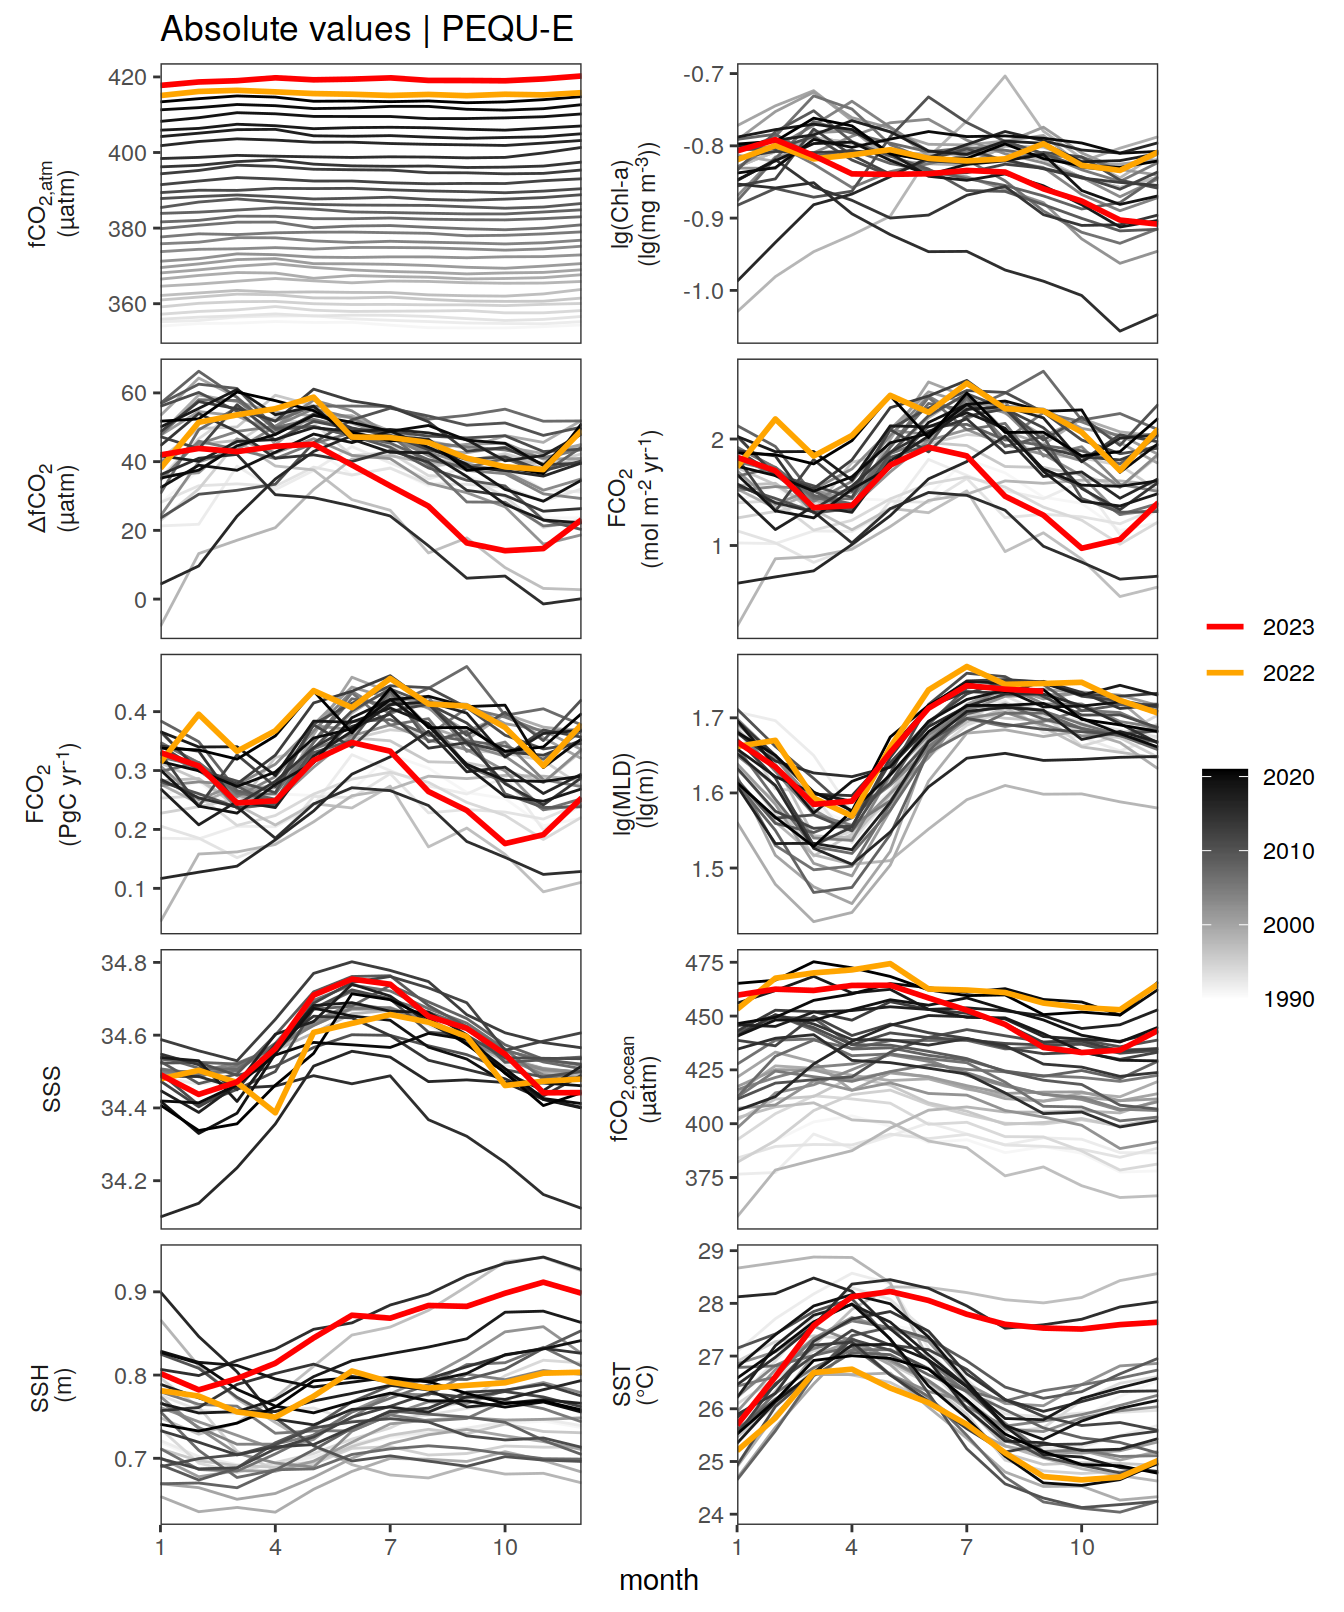 Absolute values | PEQU-E
fCO2,atm
(µatm)
420
400
380
360
lg(Chl-a)
(lg(mg m-3))
-0.7
-0.8
-0.9
-1.0
ΔfCO2
(µatm)
60
40
20
0
FCO2
(mol m-2 yr-1)
2
1
FCO2
(PgC yr-1)
0.4
0.3
0.2
0.1
lg(MLD)
(lg(m))
1.7
1.6
1.5
SSS
34.8
34.6
34.4
34.2
fCO2,ocean
(µatm)
475
450
425
400
375
SSH
(m)
0.9
0.8
0.7
SST
(°C)
29
28
27
26
25
24
1 4 7 10
1 4 7 10
month
2023
2022
2020
2010
2000
1990